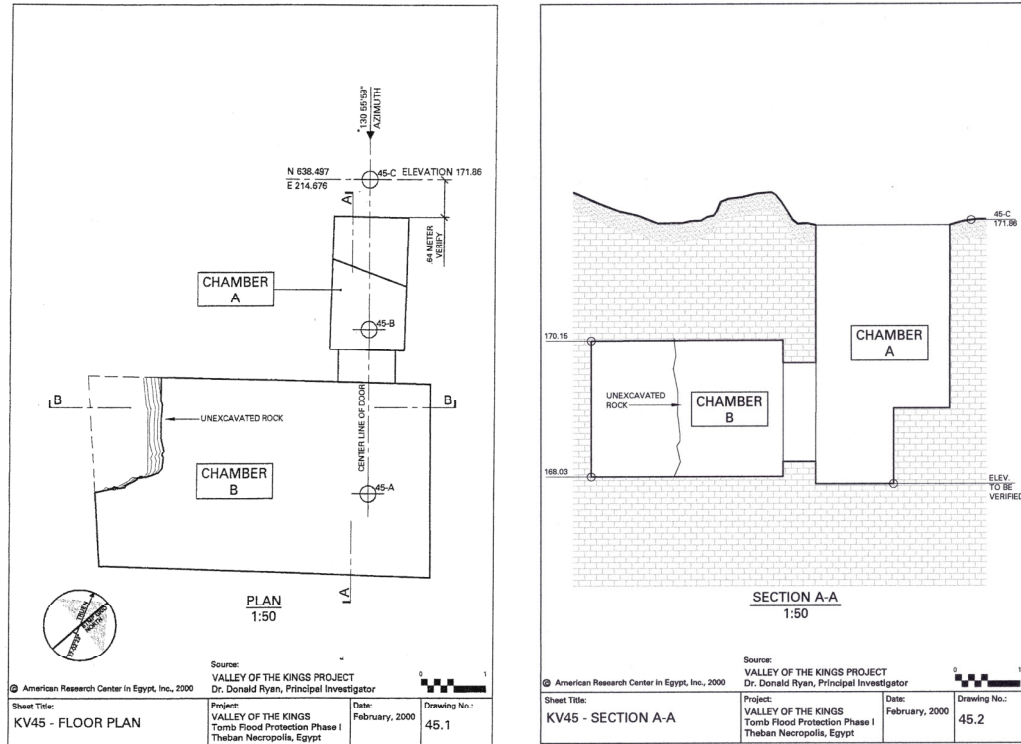 °130 55'59"
AZIMUTH
N 638.497
E 214.676
45-C ELEVATION 171.86
A
.64 METER
VERIFY
CHAMBER
A
45-B
B
B
UNEXCAVATED ROCK
CENTER LINE OF DOOR
CHAMBER
B
45-A
A
PLAN
1:50
TRUE N
NORTH
Source:
VALLEY OF THE KINGS PROJECT
Dr. Donald Ryan, Principal Investigator
© American Research Center in Egypt, Inc., 2000
0 1
Sheet Title:
KV45 - FLOOR PLAN
Project:
VALLEY OF THE KINGS
Tomb Flood Protection Phase I
Theban Necropolis, Egypt
Date:
February, 2000
Drawing No.:
45.1
45-C
171.86
170.15
CHAMBER
A
UNEXCAVATED
ROCK
CHAMBER
B
168.03
ELEV.
TO BE
VERIFIED
SECTION A-A
1:50
Source:
VALLEY OF THE KINGS PROJECT
Dr. Donald Ryan, Principal Investigator
© American Research Center in Egypt, Inc., 2000
0 1
Sheet Title:
KV45 - SECTION A-A
Project:
VALLEY OF THE KINGS
Tomb Flood Protection Phase I
Theban Necropolis, Egypt
Date:
February, 2000
Drawing No.:
45.2